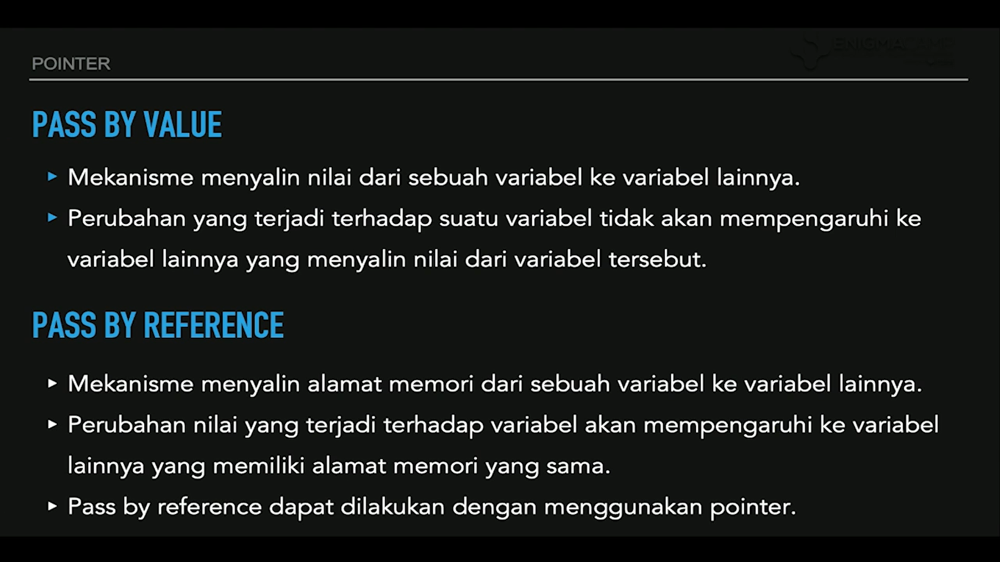 ENIGMACAMP
POINTER
PASS BY VALUE
▸ Mekanisme menyalin nilai dari sebuah variabel ke variabel lainnya.
▸ Perubahan yang terjadi terhadap suatu variabel tidak akan mempengaruhi ke
variabel lainnya yang menyalin nilai dari variabel tersebut.
PASS BY REFERENCE
▸ Mekanisme menyalin alamat memori dari sebuah variabel ke variabel lainnya.
▸ Perubahan nilai yang terjadi terhadap variabel akan mempengaruhi ke variabel
lainnya yang memiliki alamat memori yang sama.
▸ Pass by reference dapat dilakukan dengan menggunakan pointer.